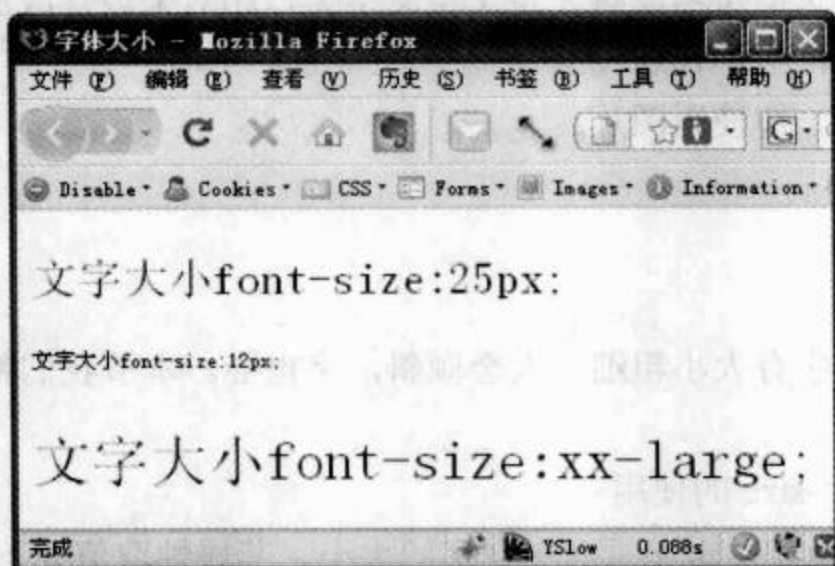 字体大小 - Mozilla Firefox
文件 (F) 编辑 (E) 查看 (V) 历史 (S) 书签 (B) 工具 (T) 帮助 (H)
Disable Cookies CSS Forms Images Information
文字大小font-size:25px;
文字大小font-size:12px;
文字大小font-size:xx-large;
完成 YSlow 0.088s